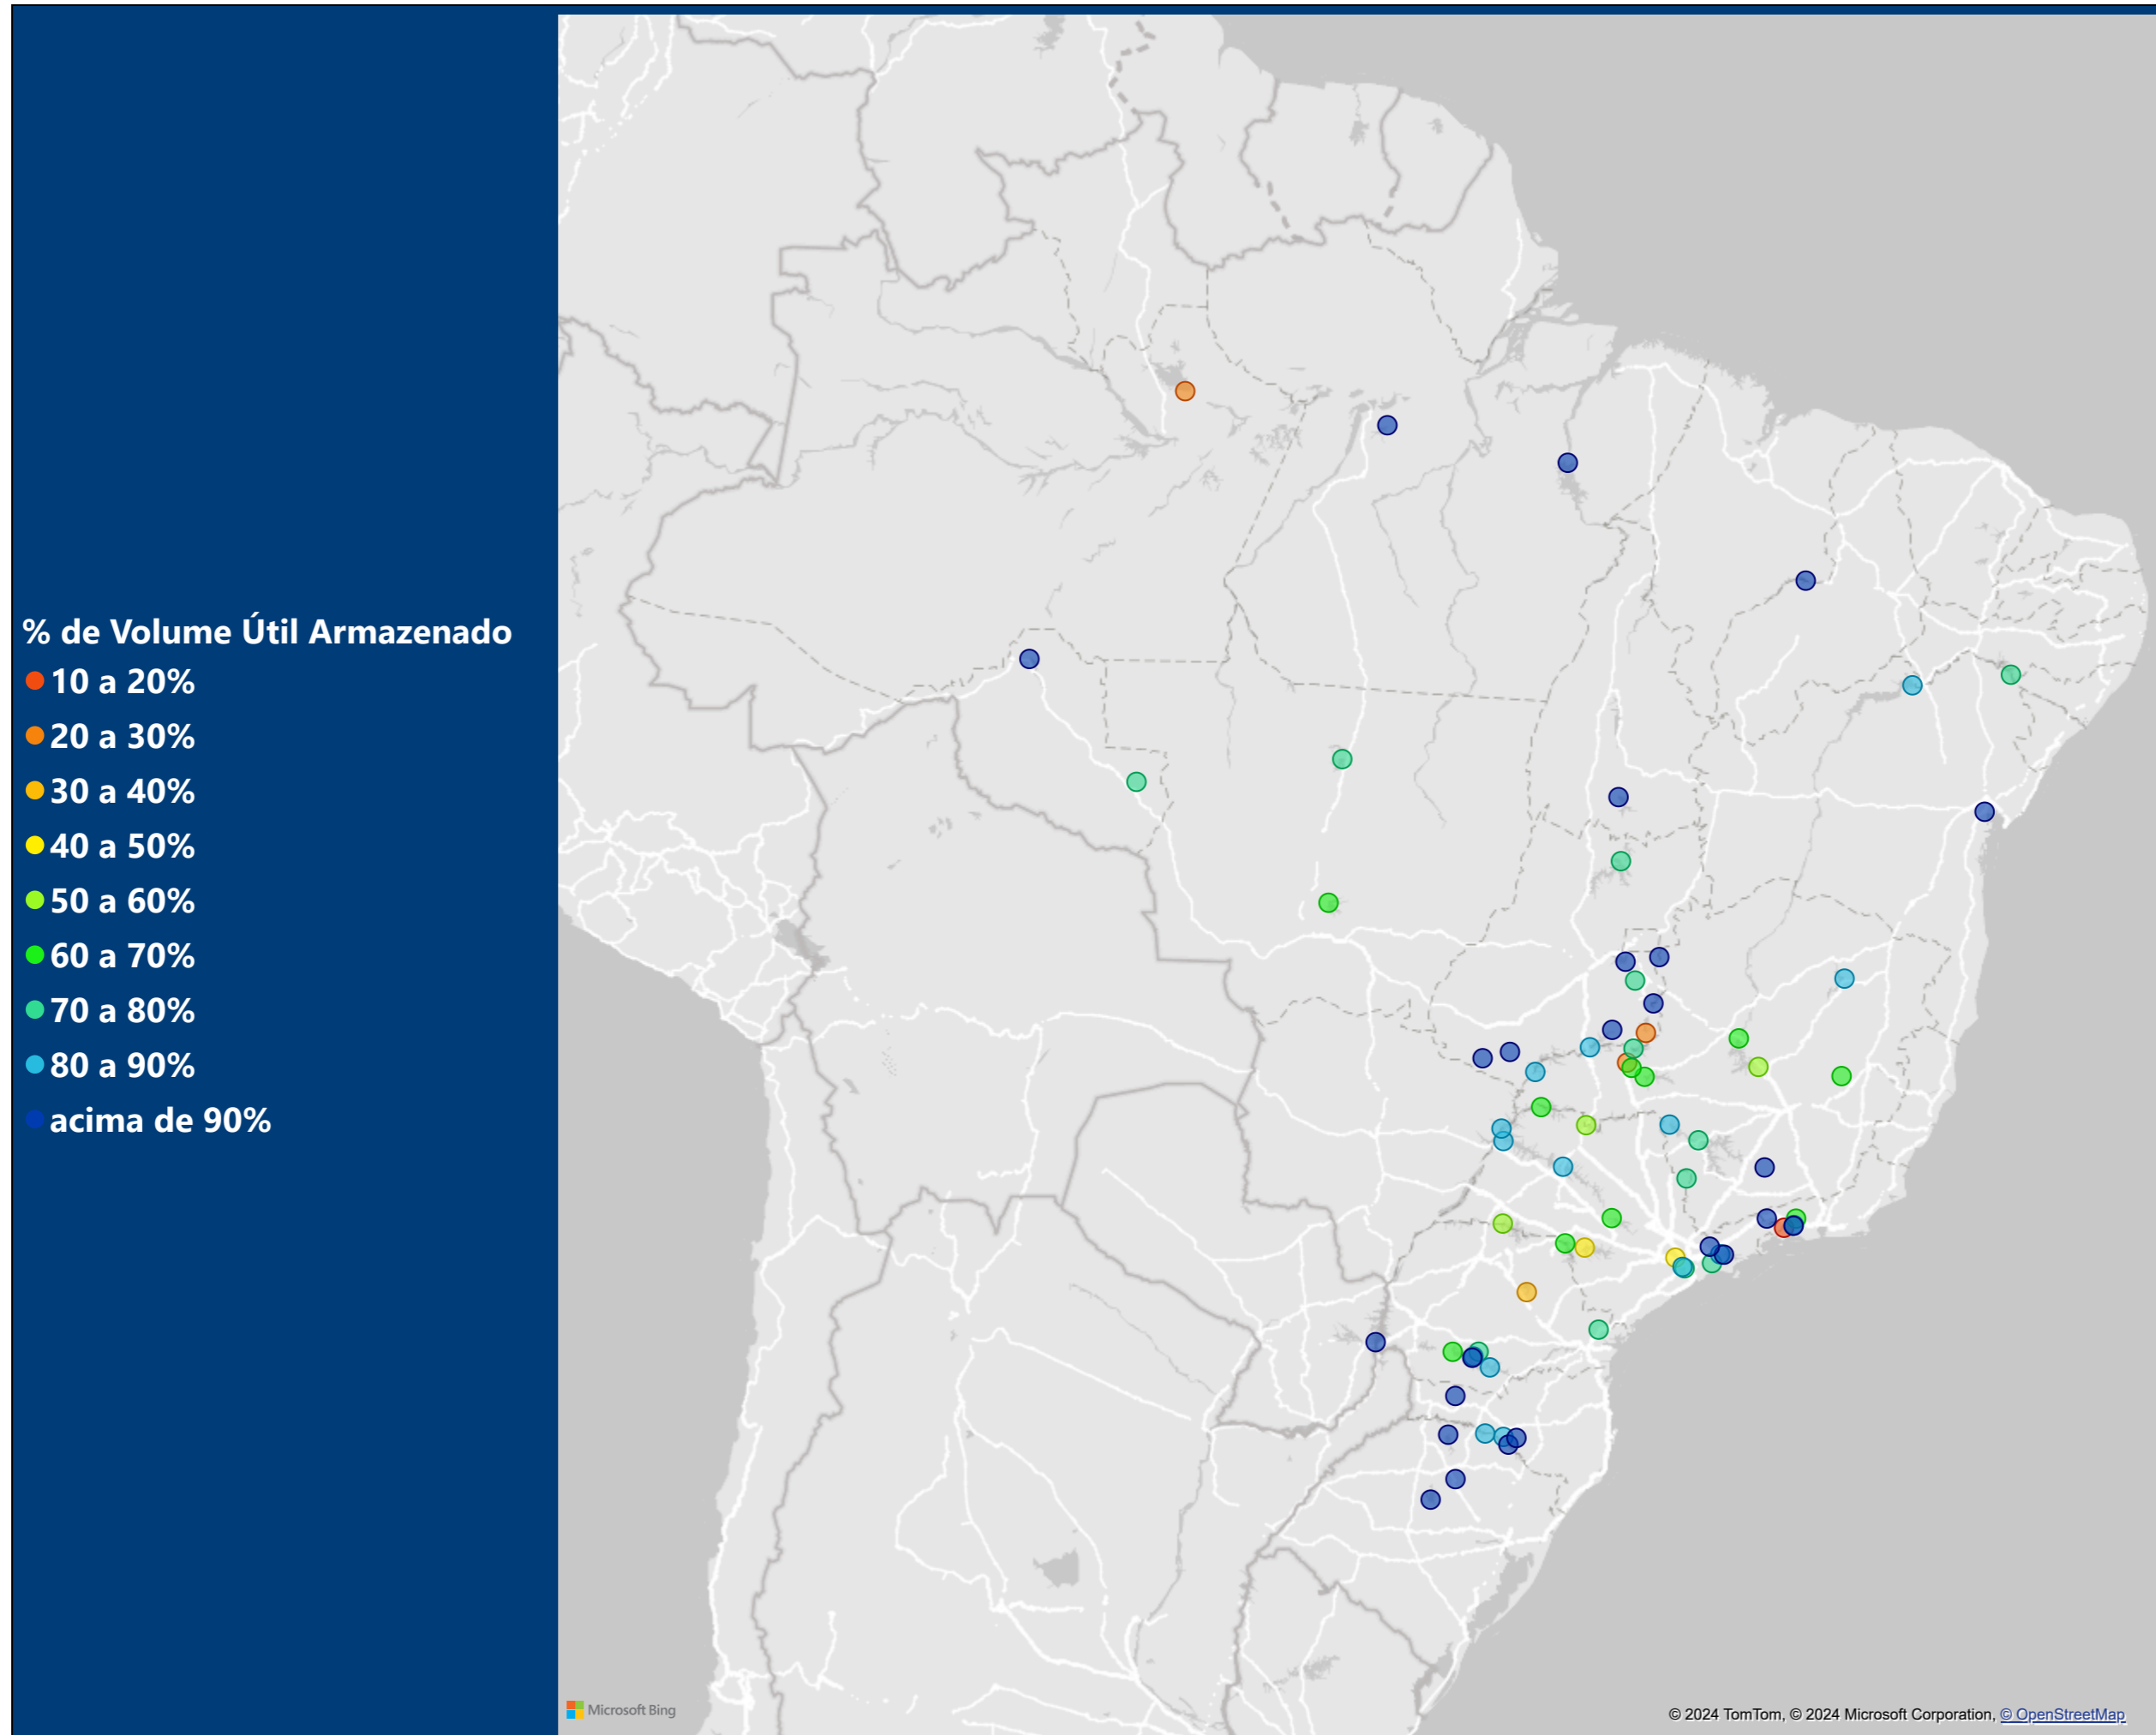 % de Volume Útil Armazenado
10 a 20%
20 a 30%
30 a 40%
40 a 50%
50 a 60%
60 a 70%
70 a 80%
80 a 90%
acima de 90%
Microsoft Bing
© 2024 TomTom, © 2024 Microsoft Corporation, © OpenStreetMap